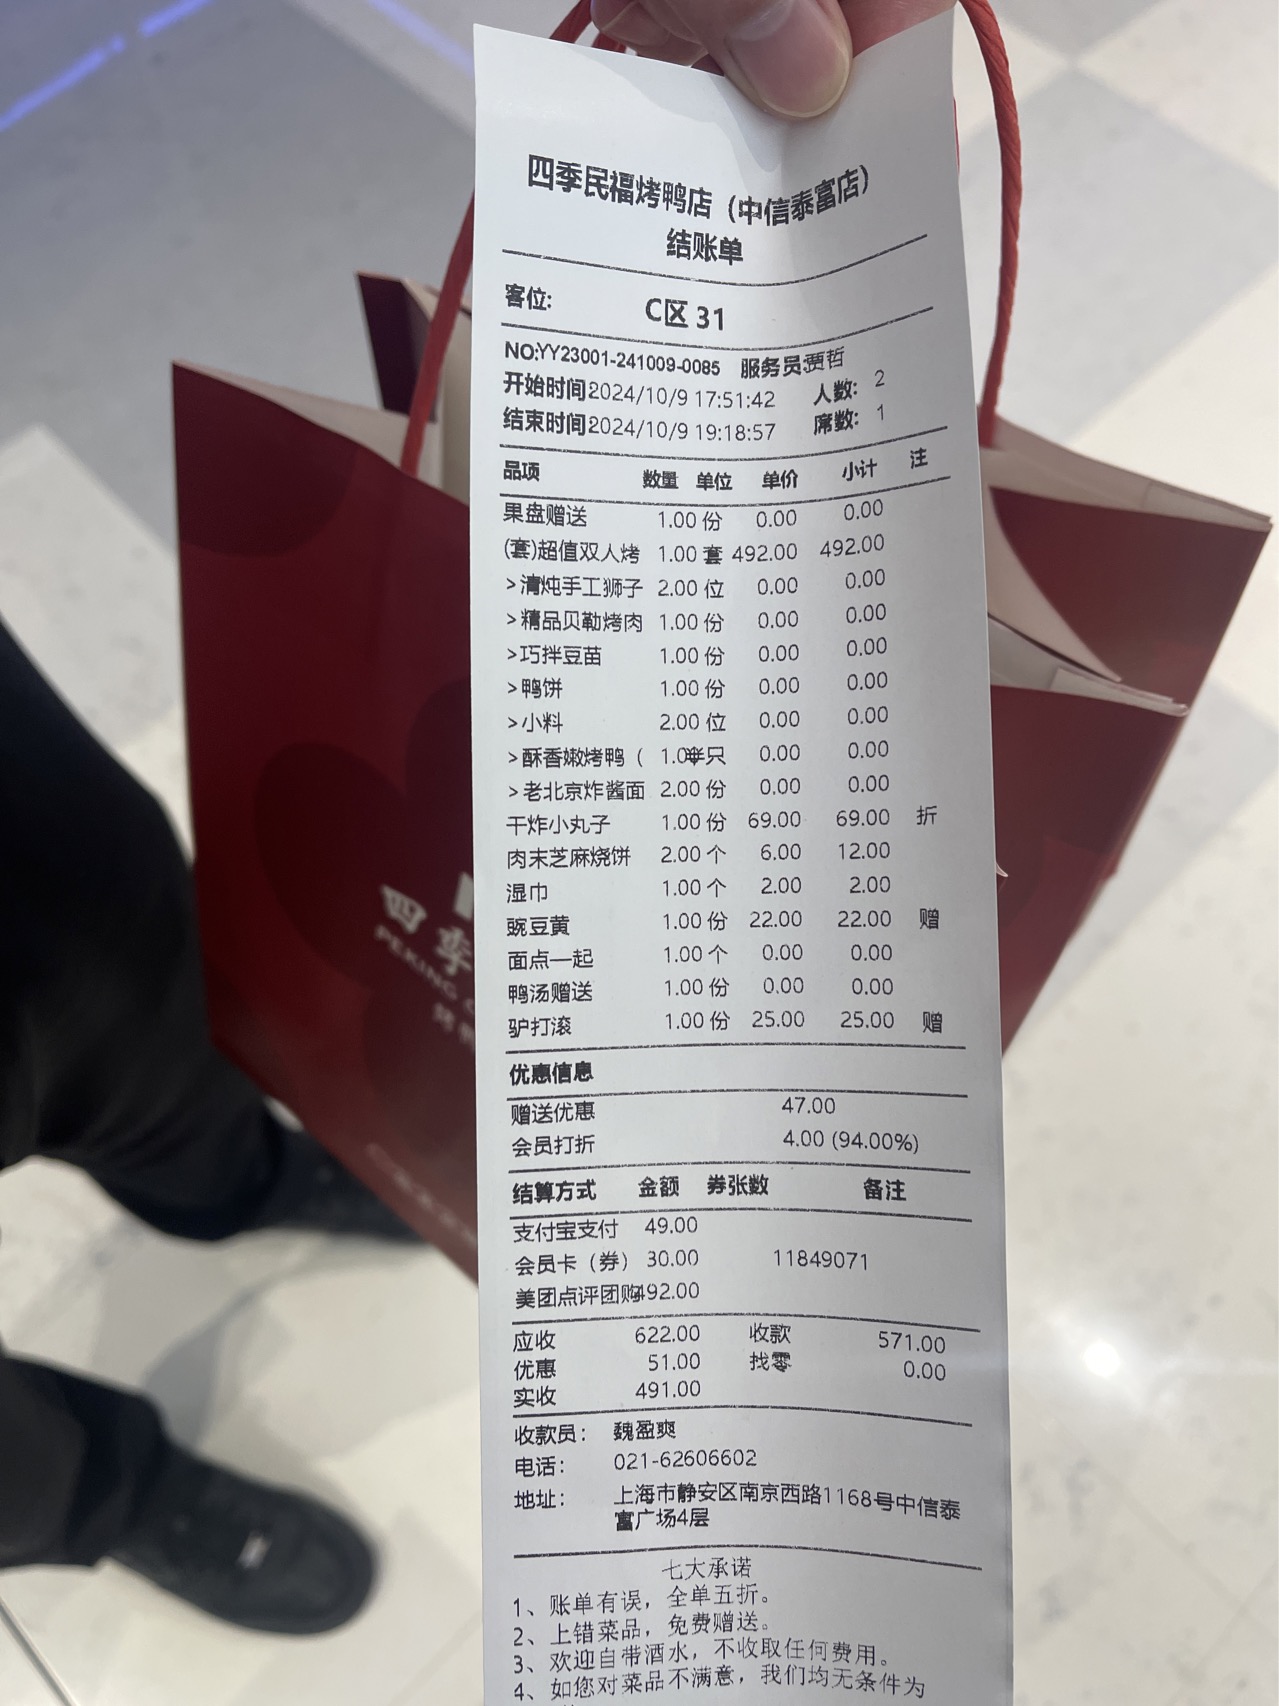 四季民福烤鸭店（中信泰富店）
结账单
客位: C区 31
NO:YY23001-241009-0085 服务员:贾哲
开始时间2024/10/9 17:51:42 人数: 2
结束时间2024/10/9 19:18:57 席数: 1
品项 数量 单位 单价 小计 注
果盘赠送 1.00 份 0.00 0.00
(套)超值双人烤 1.00 套 492.00 492.00
>清炖手工狮子 2.00 位 0.00 0.00
>精品贝勒烤肉 1.00 份 0.00 0.00
>巧拌豆苗 1.00 份 0.00 0.00
>鸭饼 1.00 份 0.00 0.00
>小料 2.00 位 0.00 0.00
>酥香嫩烤鸭（ 1.00半只 0.00 0.00
>老北京炸酱面 2.00 份 0.00 0.00
干炸小丸子 1.00 份 69.00 69.00 折
肉末芝麻烧饼 2.00 个 6.00 12.00
湿巾 1.00 个 2.00 2.00
豌豆黄 1.00 份 22.00 22.00 赠
面点一起 1.00 个 0.00 0.00
鸭汤赠送 1.00 份 0.00 0.00
驴打滚 1.00 份 25.00 25.00 赠
优惠信息
赠送优惠 47.00
会员打折 4.00 (94.00%)
结算方式 金额 券张数 备注
支付宝支付 49.00
会员卡（券） 30.00 11849071
美团点评团购492.00
应收 622.00 收款 571.00
优惠 51.00 找零 0.00
实收 491.00
收款员: 魏盈爽
电话: 021-62606602
地址: 上海市静安区南京西路1168号中信泰
富广场4层
七大承诺
1、账单有误，全单五折。
2、上错菜品，免费赠送。
3、欢迎自带酒水，不收取任何费用。
4、如您对菜品不满意，我们均无条件为
四季
PEKING
烤鸭